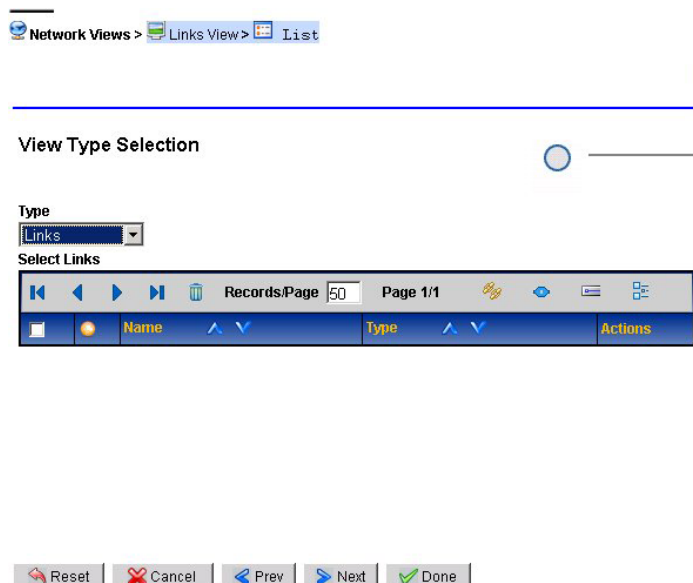 Network Views > Links View > List
View Type Selection
Type
Links
Select Links
Records/Page 50 Page 1/1
Name Type Actions
Reset Cancel Prev Next Done